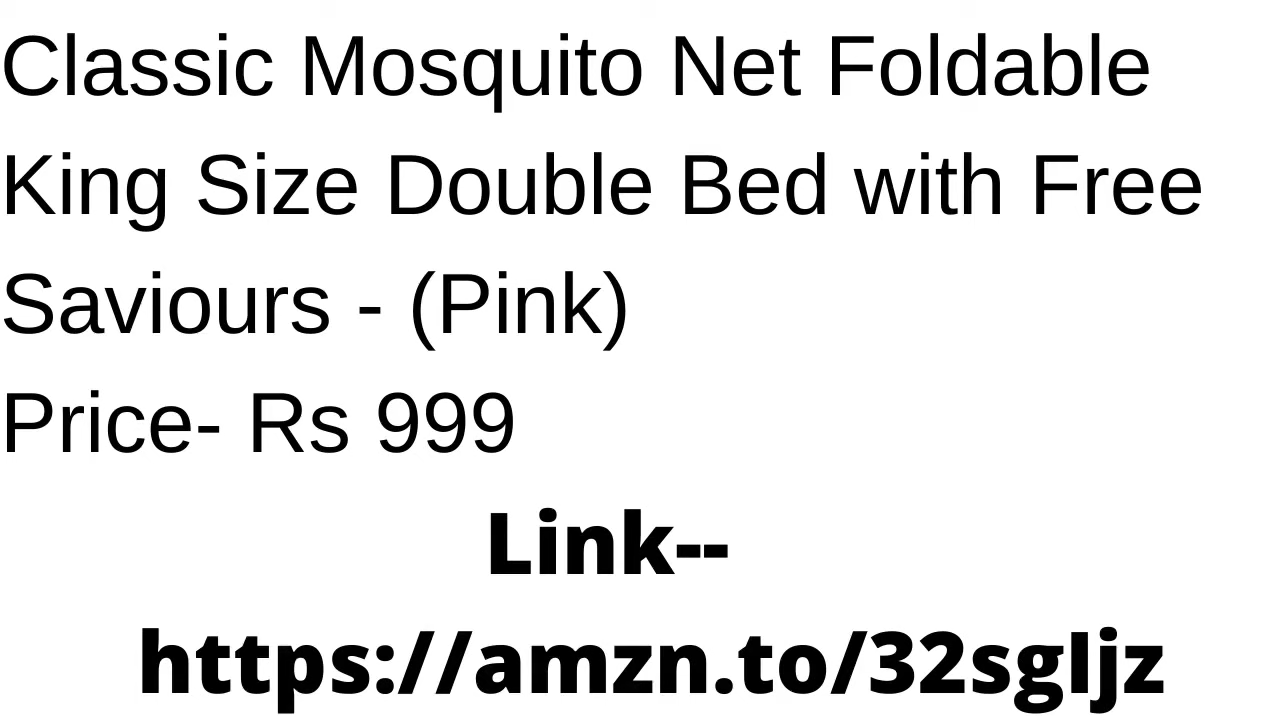 Classic Mosquito Net Foldable
King Size Double Bed with Free
Saviours - (Pink)
Price- Rs 999
Link--
https://amzn.to/32sgIjz